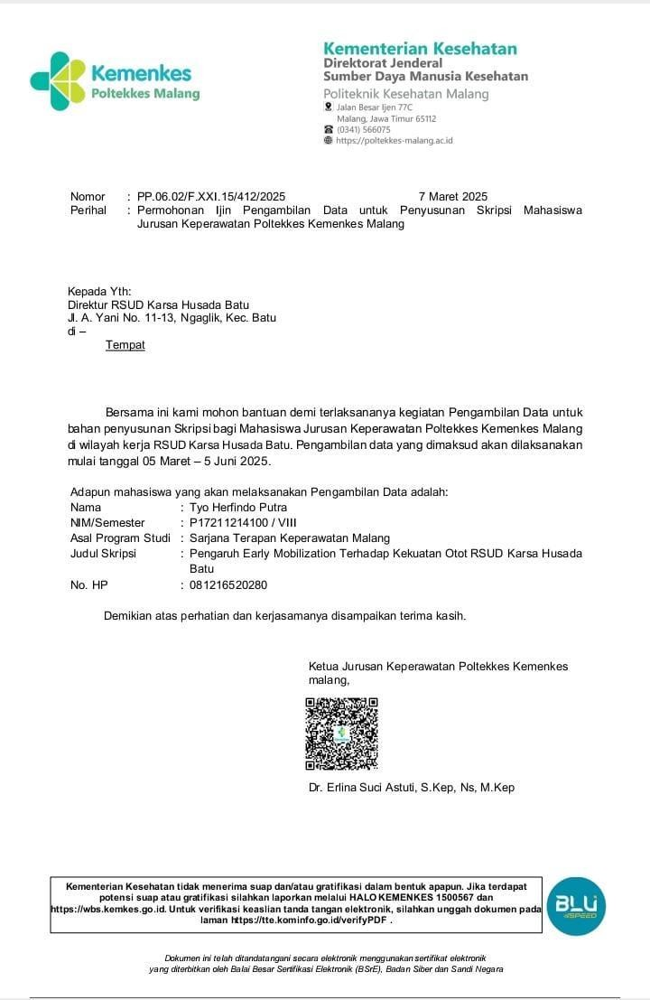 Kemenkes
Poltekkes Malang
Kementerian Kesehatan
Direktorat Jenderal
Sumber Daya Manusia Kesehatan
Politeknik Kesehatan Malang
Jalan Besar Ijen 77C
Malang, Jawa Timur 65112
(0341) 566075
https://poltekkes-malang.ac.id
Nomor : PP.06.02/F.XXI.15/412/2025 7 Maret 2025
Perihal : Permohonan Ijin Pengambilan Data untuk Penyusunan Skripsi Mahasiswa
Jurusan Keperawatan Poltekkes Kemenkes Malang
Kepada Yth:
Direktur RSUD Karsa Husada Batu
Jl. A. Yani No. 11-13, Ngaglik, Kec. Batu
di –
Tempat
Bersama ini kami mohon bantuan demi terlaksananya kegiatan Pengambilan Data untuk
bahan penyusunan Skripsi bagi Mahasiswa Jurusan Keperawatan Poltekkes Kemenkes Malang
di wilayah kerja RSUD Karsa Husada Batu. Pengambilan data yang dimaksud akan dilaksanakan
mulai tanggal 05 Maret – 5 Juni 2025.
Adapun mahasiswa yang akan melaksanakan Pengambilan Data adalah:
Nama : Tyo Herfindo Putra
NIM/Semester : P17211214100 / VIII
Asal Program Studi : Sarjana Terapan Keperawatan Malang
Judul Skripsi : Pengaruh Early Mobilization Terhadap Kekuatan Otot RSUD Karsa Husada
Batu
No. HP : 081216520280
Demikian atas perhatian dan kerjasamanya disampaikan terima kasih.
Ketua Jurusan Keperawatan Poltekkes Kemenkes
malang,
Dr. Erlina Suci Astuti, S.Kep, Ns, M.Kep
Kementerian Kesehatan tidak menerima suap dan/atau gratifikasi dalam bentuk apapun. Jika terdapat
potensi suap atau gratifikasi silahkan laporkan melalui HALO KEMENKES 1500567 dan
https://wbs.kemkes.go.id. Untuk verifikasi keaslian tanda tangan elektronik, silahkan unggah dokumen pada
laman https://tte.kominfo.go.id/verifyPDF .
BLU
SPEED
Dokumen ini telah ditandatangani secara elektronik menggunakan sertifikat elektronik
yang diterbitkan oleh Balai Besar Sertifikasi Elektronik (BSrE), Badan Siber dan Sandi Negara